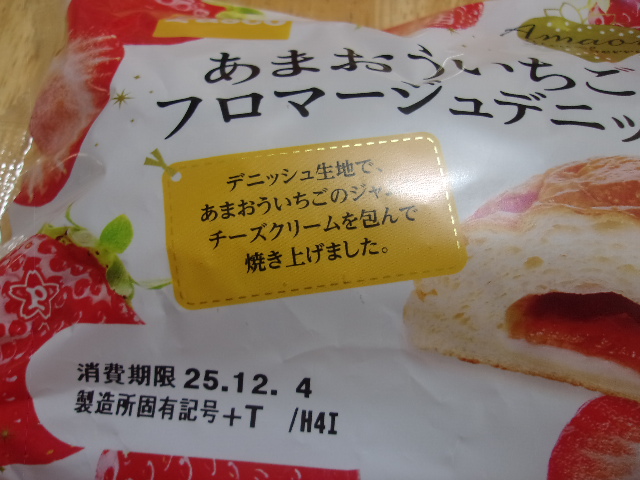 Amao
あまおういちご
フロマージュデニッ
デニッシュ生地で、
あまおういちごのジャ
チーズクリームを包んで
焼き上げました。
消費期限 25.12. 4
製造所固有記号+T /H4I